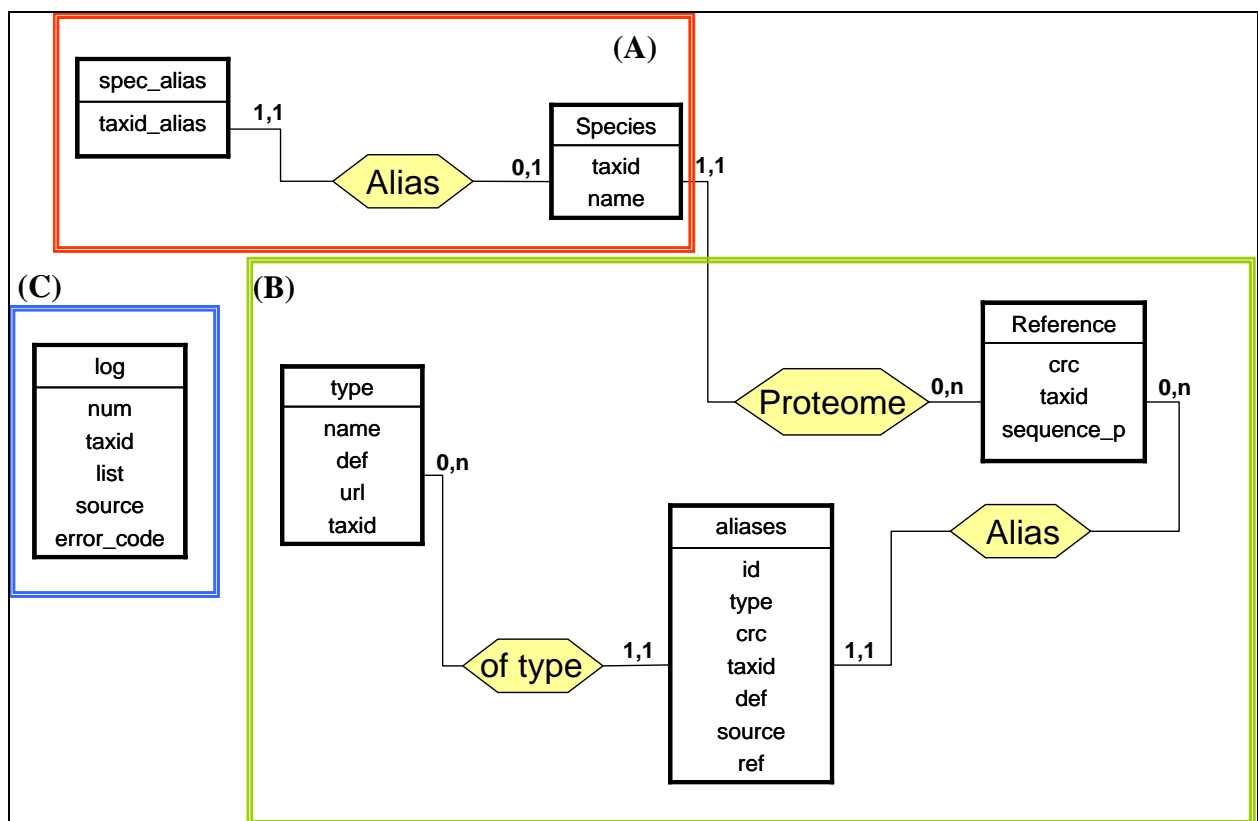 (A)
spec_alias
taxid_alias
1,1
Alias
0,1
Species
taxid
name
1,1
(C)
log
num
taxid
list
source
error_code
(B)
type
name
def
url
taxid
0,n
Proteome
0,n
Reference
crc
taxid
sequence_p
0,n
Alias
of type
1,1
aliases
id
type
crc
taxid
def
source
ref
1,1